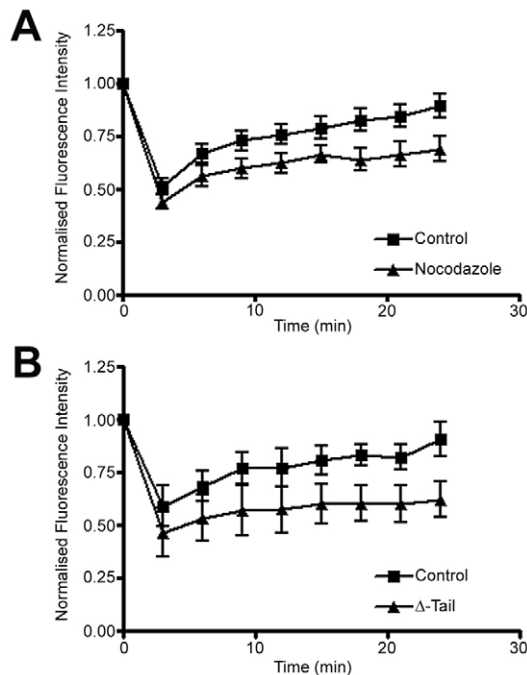 A
Normalised Fluorescence Intensity
1.25
1.00
0.75
0.50
0.25
0.00
0
10
20
30
Time (min)
Control
Nocodazole
B
Normalised Fluorescence Intensity
1.25
1.00
0.75
0.50
0.25
0.00
0
10
20
30
Time (min)
Control
Δ-Tail